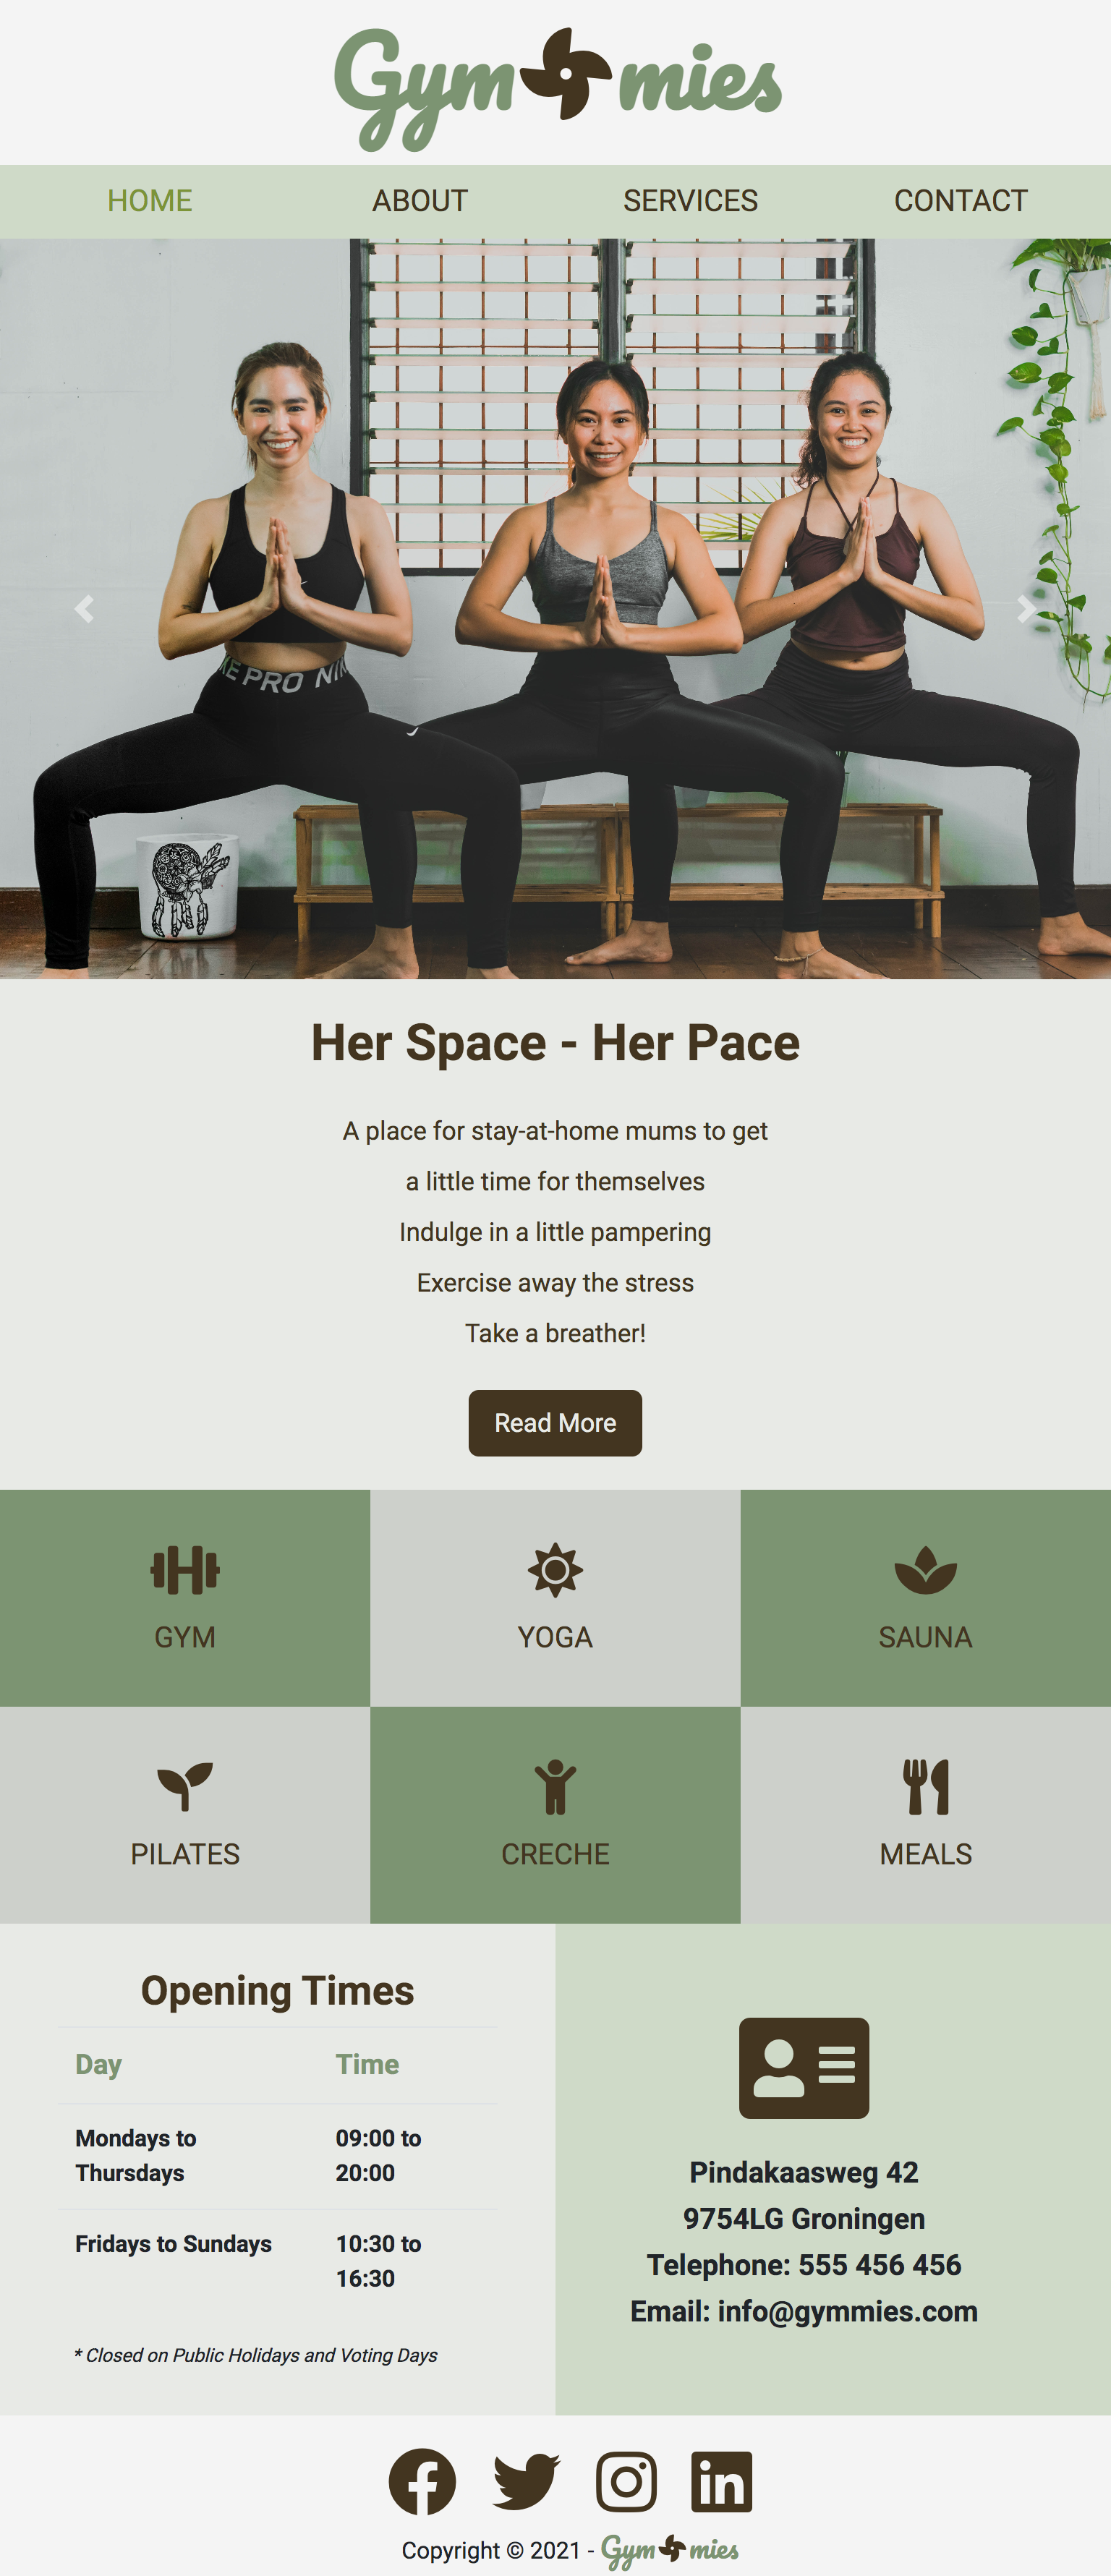 Gym mies
HOME ABOUT SERVICES CONTACT
KE PRO NIK
Her Space - Her Pace
A place for stay-at-home mums to get
a little time for themselves
Indulge in a little pampering
Exercise away the stress
Take a breather!
Read More
GYM YOGA SAUNA
PILATES CRECHE MEALS
Opening Times
Day Time
Mondays to 09:00 to
Thursdays 20:00
Fridays to Sundays 10:30 to
16:30
* Closed on Public Holidays and Voting Days
Pindakaasweg 42
9754LG Groningen
Telephone: 555 456 456
Email: info@gymmies.com
Copyright © 2021 - Gym mies